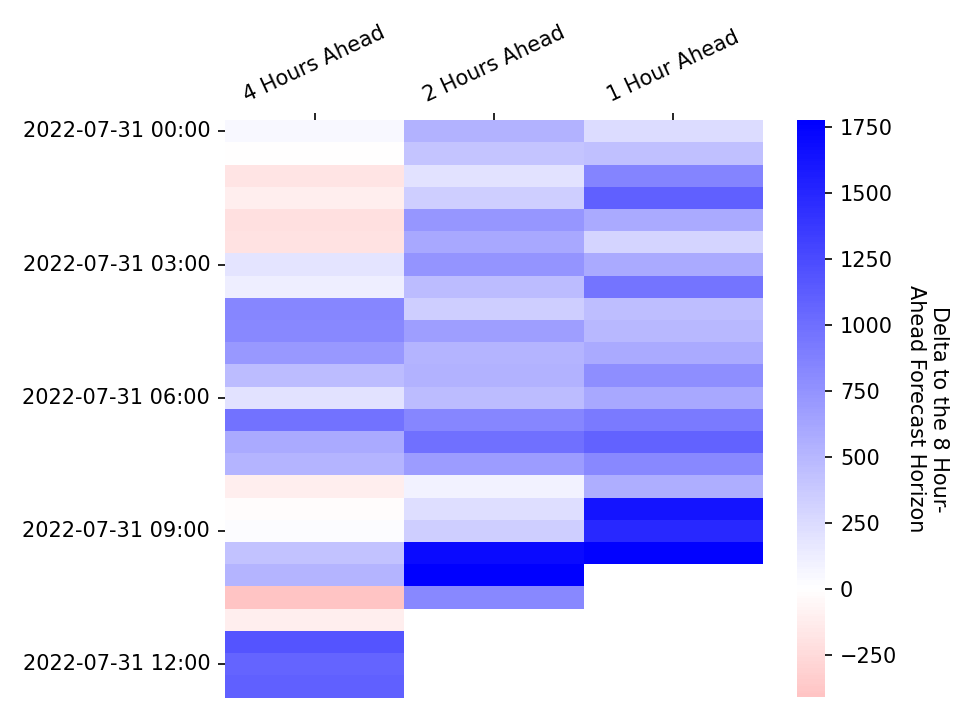 4 Hours Ahead
2 Hours Ahead
1 Hour Ahead
2022-07-31 00:00
2022-07-31 03:00
2022-07-31 06:00
2022-07-31 09:00
2022-07-31 12:00
1750
1500
1250
1000
750
500
250
0
−250
Delta to the 8 Hour-
Ahead Forecast Horizon